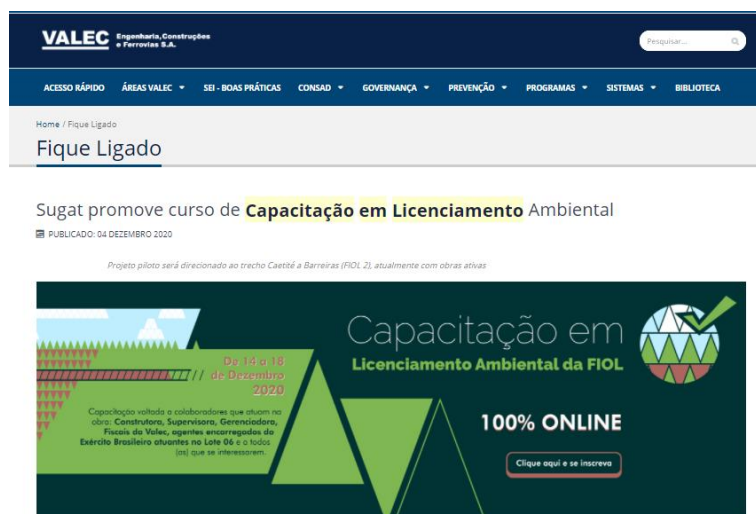 VALEC Engenharia, Construções
e Ferrovias S.A.
Pesquisar...
ACESSO RÁPIDO ÁREAS VALEC SEI - BOAS PRÁTICAS CONSAD GOVERNANÇA PREVENÇÃO PROGRAMAS SISTEMAS BIBLIOTECA
Home / Fique Ligado
Fique Ligado
Sugat promove curso de Capacitação em Licenciamento Ambiental
PUBLICADO: 04 DEZEMBRO 2020
Projeto piloto será direcionado ao trecho Caetité a Barreiras (FIOL 2), atualmente com obras ativas
De 14 a 18
de Dezembro
2020
Capacitação voltada a colaboradores que atuam na
obra: Construtora, Supervisora, Gerenciadora,
Fiscais da Valec, agentes encarregados do
Exército Brasileiro atuantes no Lote 06 e a todos
(as) que se interessarem.
Capacitação em
Licenciamento Ambiental da FIOL
100% ONLINE
Clique aqui e se inscreva